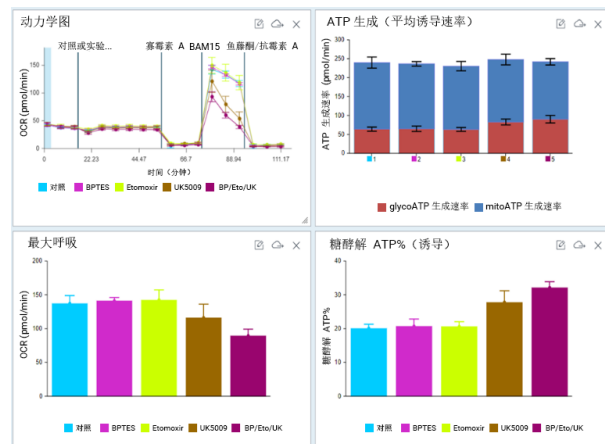 动力学图
对照或实验... 寡霉素 A BAM15 鱼藤酮/抗霉素 A
OCR (pmol/min)
150
100
50
0
0 22.23 44.47 66.7 88.94 111.17
时间（分钟）
对照 BPTES Etomoxir UK5009 BP/Eto/UK
ATP 生成（平均诱导速率）
ATP 生成速率 (pmol/min)
300
250
200
150
100
50
0
1 2 3 4 5
glycoATP 生成速率 mitoATP 生成速率
最大呼吸
OCR (pmol/min)
200
150
100
50
0
对照 BPTES Etomoxir UK5009 BP/Eto/UK
糖酵解 ATP%（诱导）
糖酵解 ATP%
40
30
20
10
0
对照 BPTES Etomoxir UK5009 BP/Eto/UK